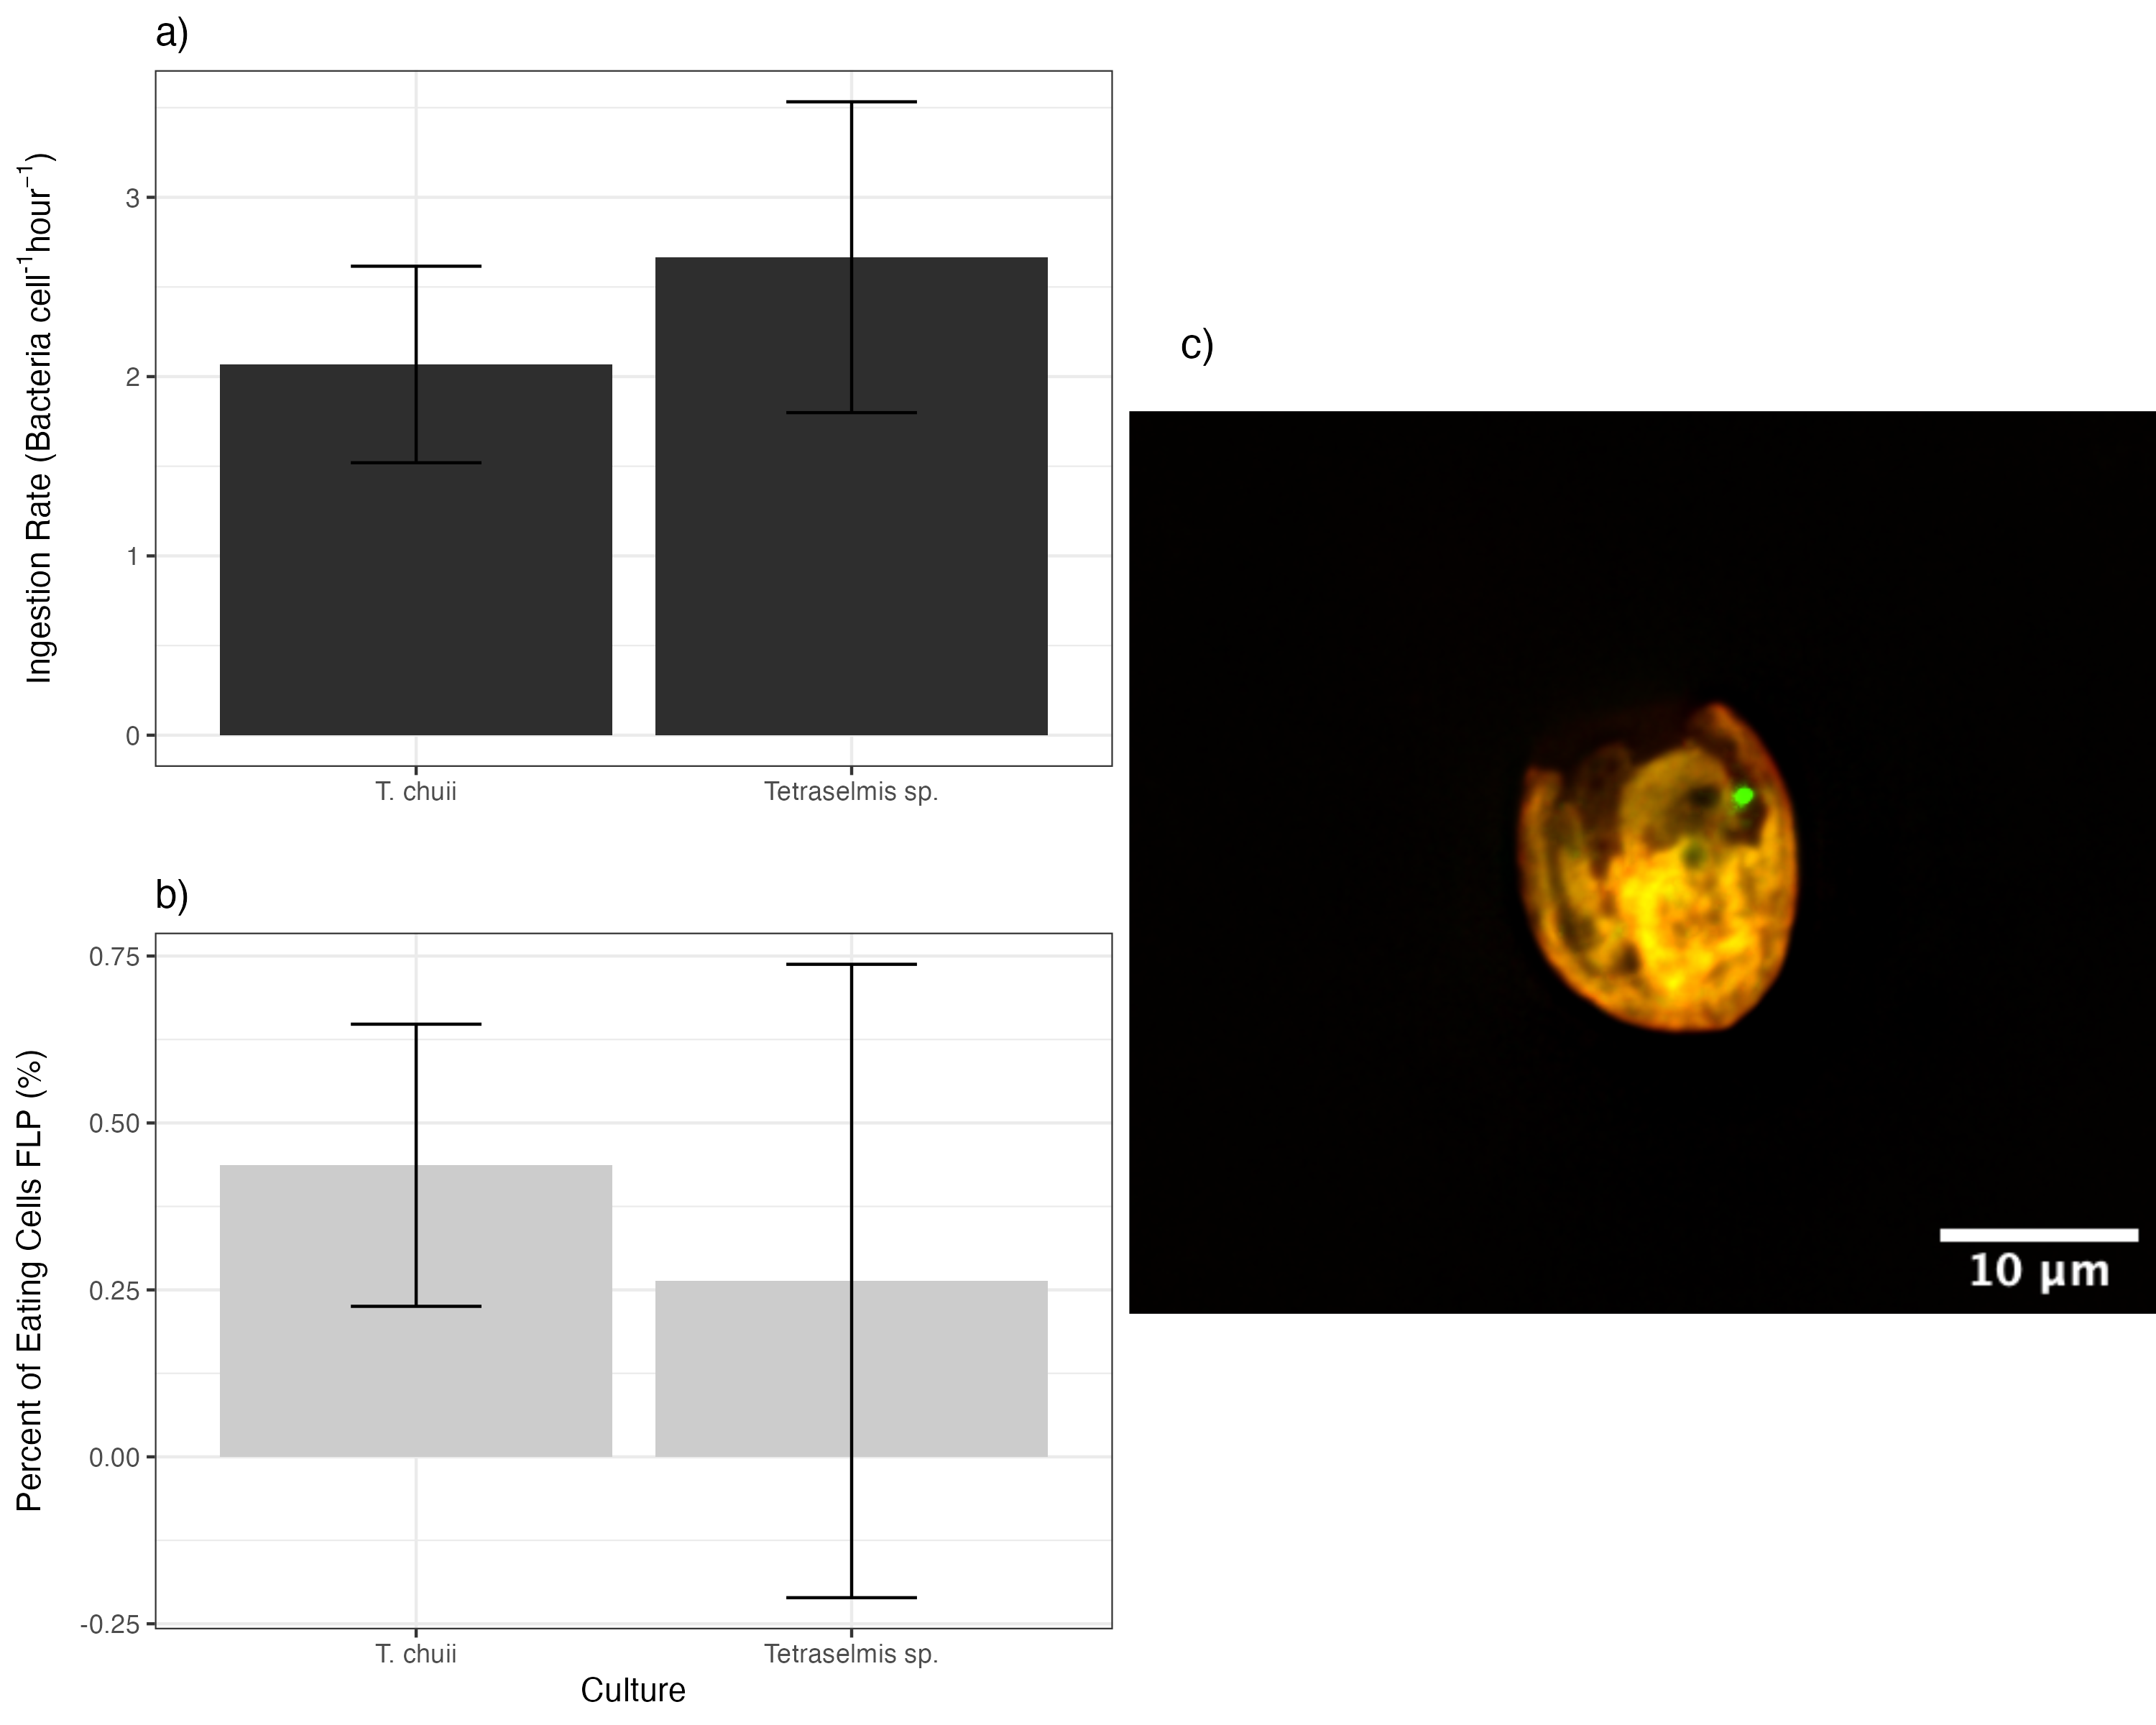 a)
Ingestion Rate (Bacteria cell⁻¹hour⁻¹)
3
2
1
0
T. chuii Tetraselmis sp.
b)
Percent of Eating Cells FLP (%)
0.75
0.50
0.25
0.00
-0.25
T. chuii Tetraselmis sp.
Culture
c)
10 µm